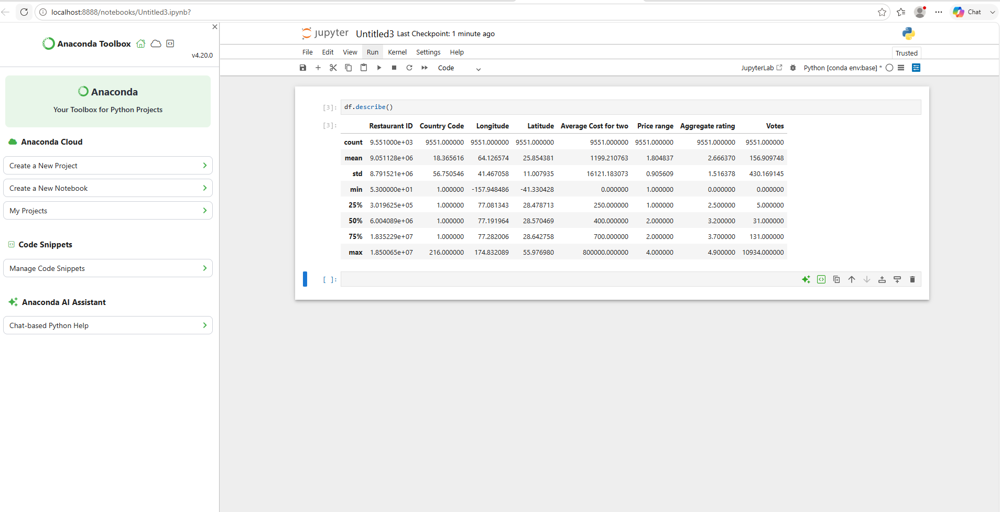 localhost:8888/notebooks/Untitled3.ipynb?
Chat
Anaconda Toolbox
v4.20.0
Anaconda
Your Toolbox for Python Projects
Anaconda Cloud
Create a New Project
Create a New Notebook
My Projects
Code Snippets
Manage Code Snippets
Anaconda AI Assistant
Chat-based Python Help
jupyter Untitled3 Last Checkpoint: 1 minute ago
File Edit View Run Kernel Settings Help
Trusted
Code
JupyterLab Python [conda env:base] *
[3]: df.describe()
[3]: Restaurant ID Country Code Longitude Latitude Average Cost for two Price range Aggregate rating Votes
count 9.551000e+03 9551.000000 9551.000000 9551.000000 9551.000000 9551.000000 9551.000000 9551.000000
mean 9.051128e+06 18.365616 64.126574 25.854381 1199.210763 1.804837 2.666370 156.909748
std 8.791521e+06 56.750546 41.467058 11.007935 16121.183073 0.905609 1.516378 430.169145
min 5.300000e+01 1.000000 -157.948486 -41.330428 0.000000 1.000000 0.000000 0.000000
25% 3.019625e+05 1.000000 77.081343 28.478713 250.000000 1.000000 2.500000 5.000000
50% 6.004089e+06 1.000000 77.191964 28.570469 400.000000 2.000000 3.200000 31.000000
75% 1.835229e+07 1.000000 77.282006 28.642758 700.000000 2.000000 3.700000 131.000000
max 1.850065e+07 216.000000 174.832089 55.976980 800000.000000 4.000000 4.900000 10934.000000
[ ]: